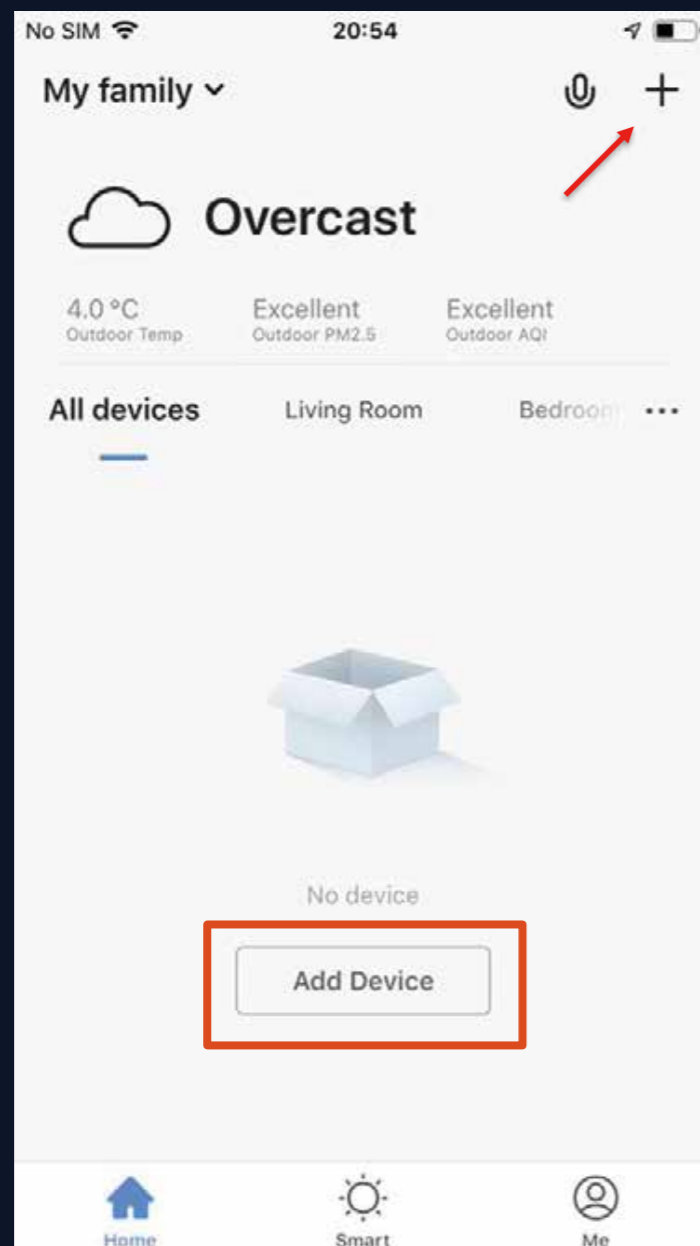 No SIM 20:54
My family
Overcast
4.0 °C Excellent Excellent
Outdoor Temp Outdoor PM2.5 Outdoor AQI
All devices Living Room Bedroom
No device
Add Device
Home Smart Me